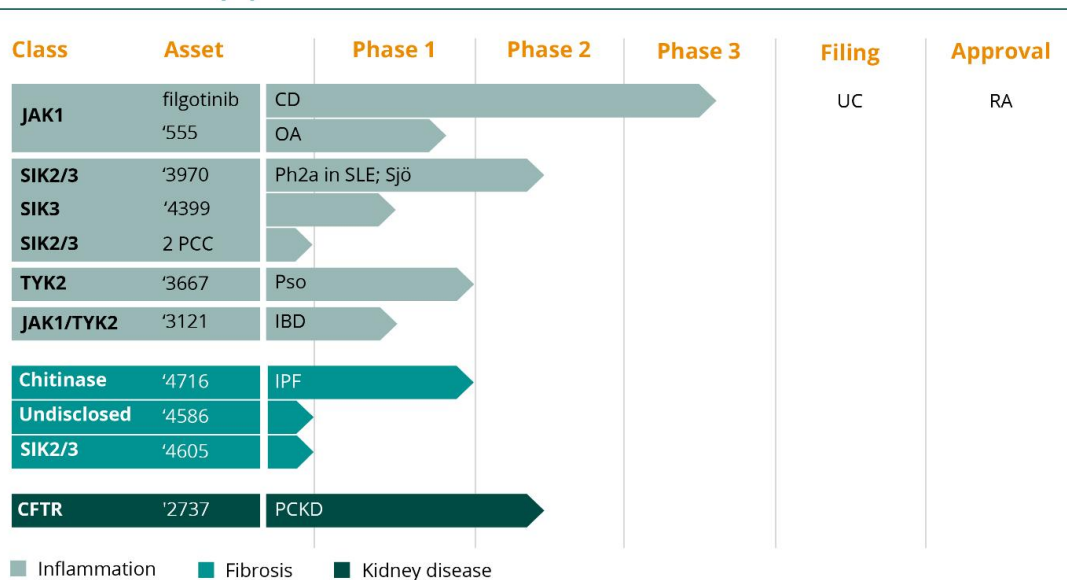 Class Asset Phase 1 Phase 2 Phase 3 Filing Approval
JAK1 filgotinib CD UC RA
‘555 OA
SIK2/3 ‘3970 Ph2a in SLE; Sjö
SIK3 ‘4399
SIK2/3 2 PCC
TYK2 ‘3667 Pso
JAK1/TYK2 ‘3121 IBD
Chitinase ‘4716 IPF
Undisclosed ‘4586
SIK2/3 ‘4605
CFTR '2737 PCKD
Inflammation Fibrosis Kidney disease